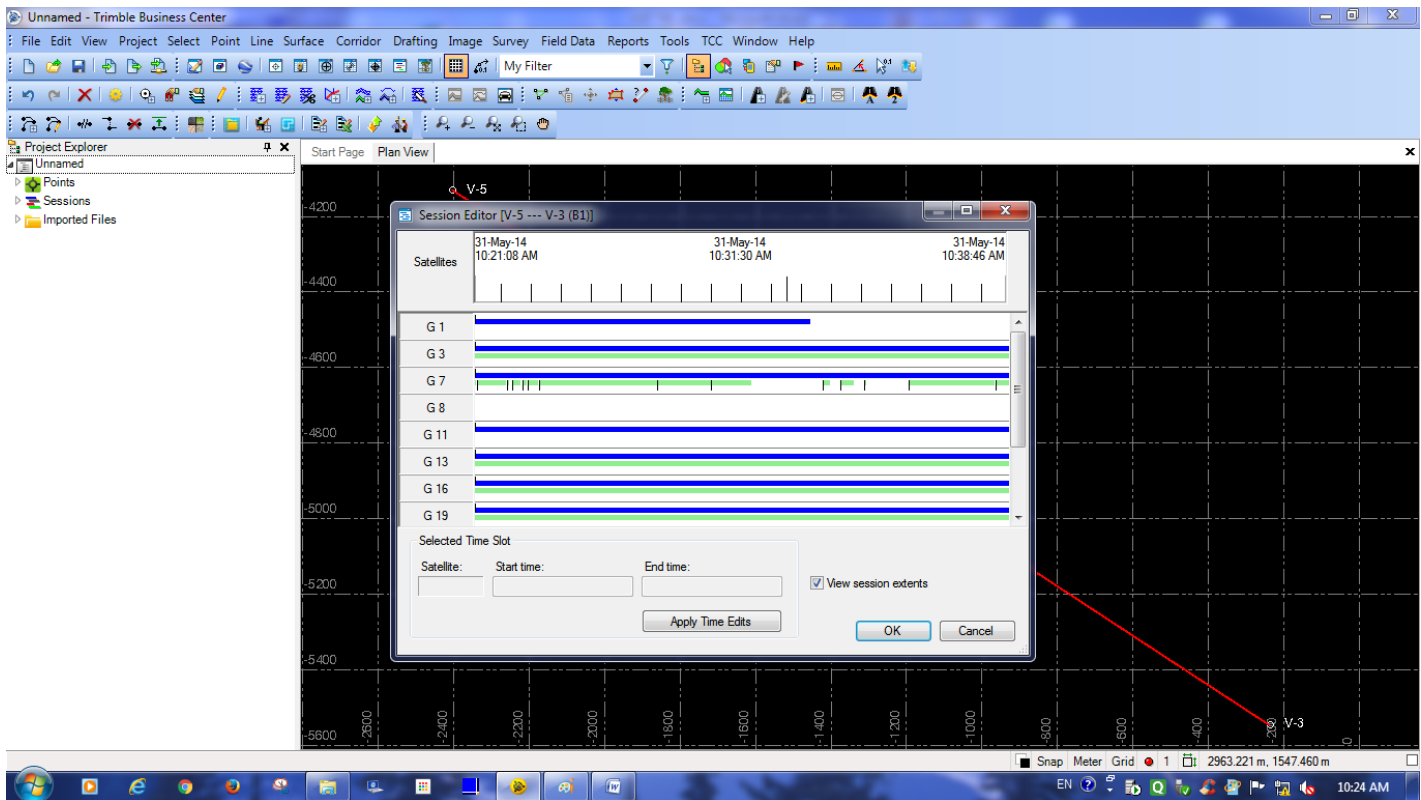 Unnamed - Trimble Business Center
File Edit View Project Select Point Line Surface Corridor Drafting Image Survey Field Data Reports Tools TCC Window Help
My Filter
Project Explorer
Unnamed
Points
Sessions
Imported Files
Start Page Plan View
V-5
-4200
-4400
-4600
-4800
-5000
-5200
-5400
-5600
Session Editor [V-5 --- V-3 (B1)]
Satellites
31-May-14 31-May-14 31-May-14
10:21:08 AM 10:31:30 AM 10:38:46 AM
G 1
G 3
G 7
G 8
G 11
G 13
G 16
G 19
Selected Time Slot
Satellite: Start time: End time:
View session extents
Apply Time Edits
OK Cancel
V-3
-2600 -2400 -2200 -2000 -1800 -1600 -1400 -1200 -1000 -800 -600 -400 -200 0
Snap Meter Grid 1 2963.221 m, 1547.460 m
EN 10:24 AM